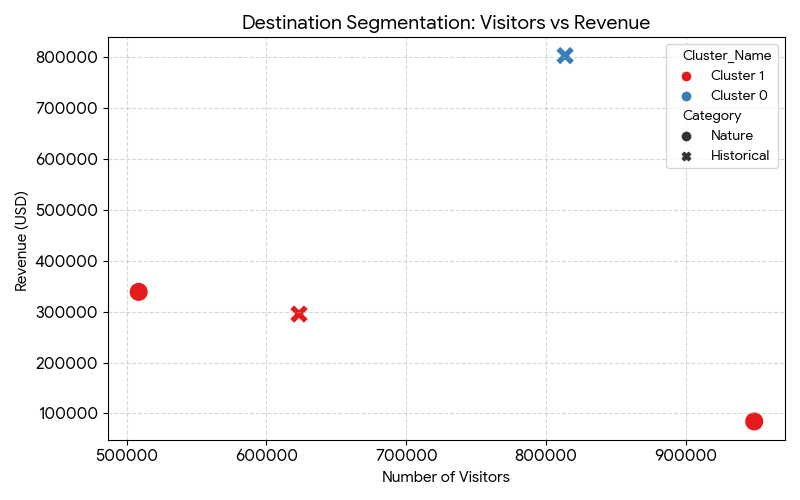 Destination Segmentation: Visitors vs Revenue
Cluster_Name
Cluster 1
Cluster 0
Category
Nature
Historical
Revenue (USD)
800000
700000
600000
500000
400000
300000
200000
100000
500000 600000 700000 800000 900000
Number of Visitors